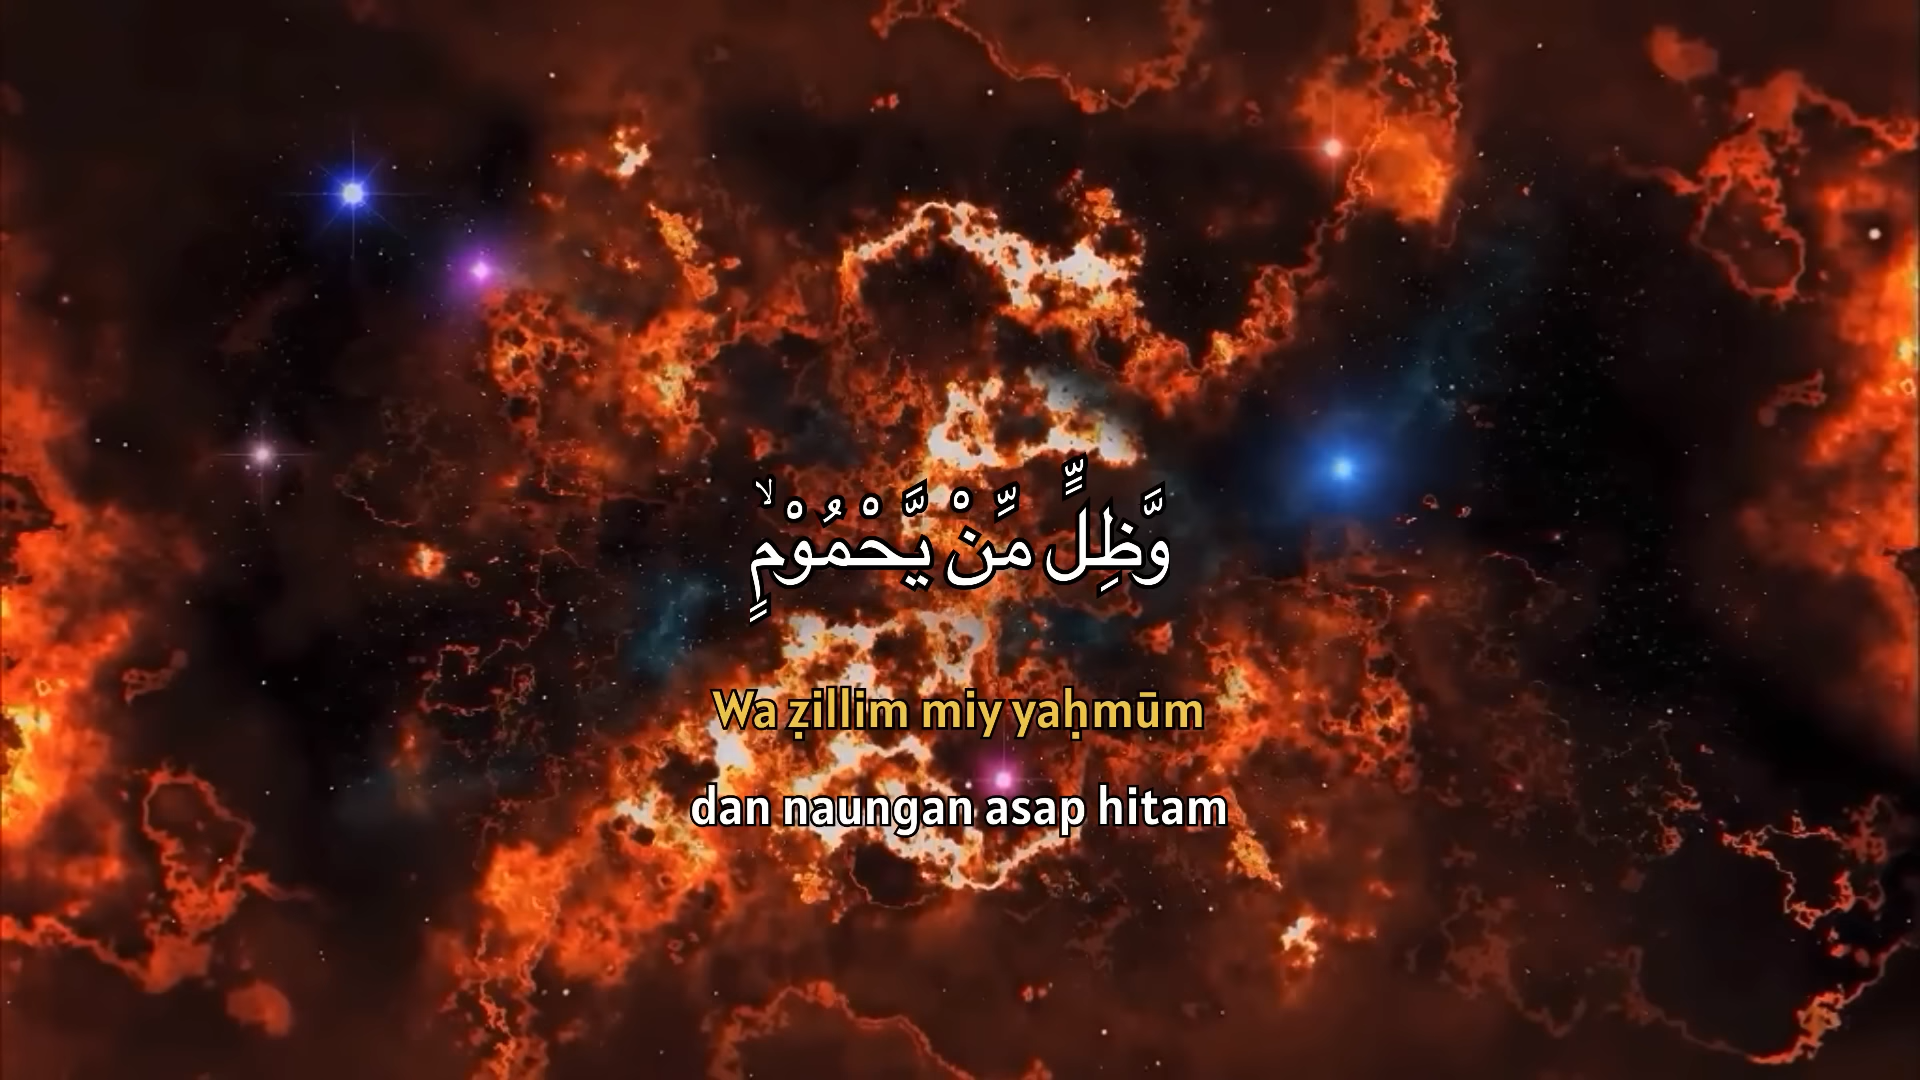 وَّظِلٍّ مِّنْ يَّحْمُوْمٍۙ
Wa ẓillim miy yaḥmūm
dan naungan asap hitam